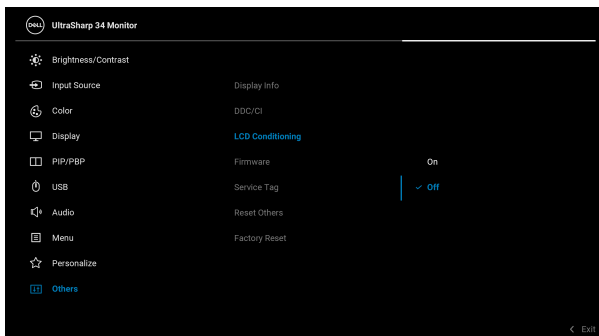 DELL UltraSharp 34 Monitor
Brightness/Contrast
Input Source
Display Info
Color
DDC/CI
Display
LCD Conditioning
PIP/PBP
Firmware
On
USB
Service Tag
Off
Audio
Reset Others
Menu
Factory Reset
Personalize
Others
Exit